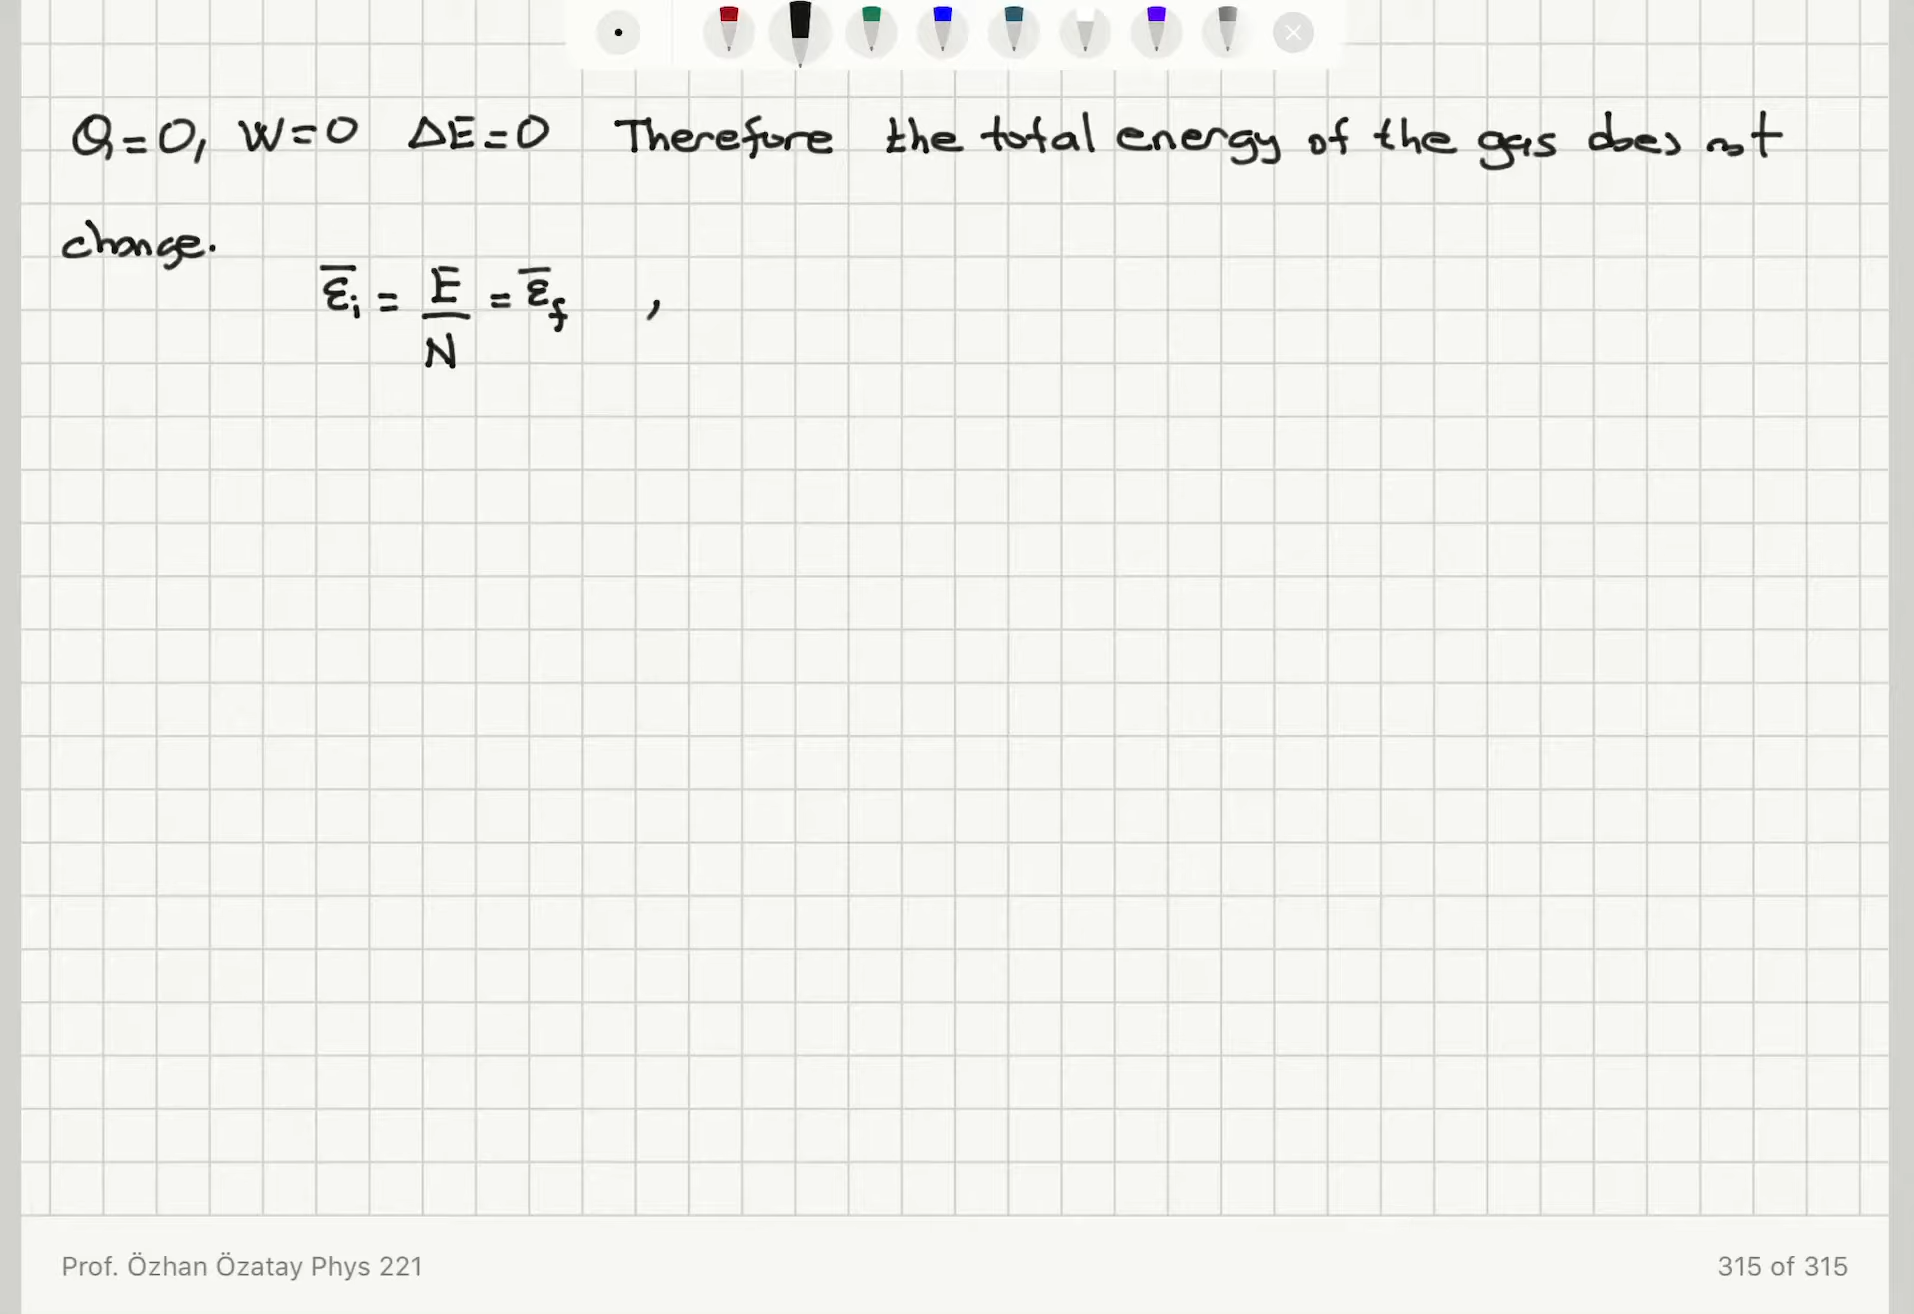 Q=0, W=0 ΔE=0 Therefore the total energy of the gas does not
change.
ε̅ᵢ = E/N = ε̅_f ,
Prof. Özhan Özatay Phys 221
315 of 315